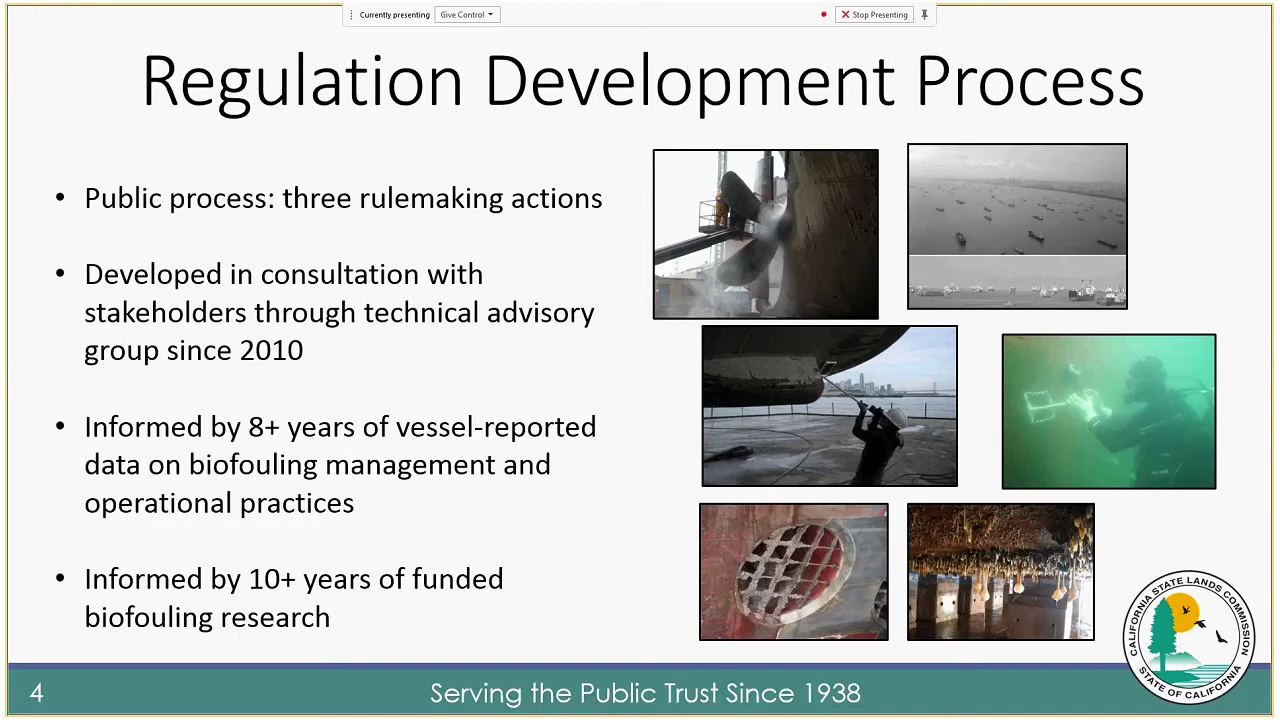 Currently presenting
Give Control
Stop Presenting
Regulation Development Process
• Public process: three rulemaking actions
• Developed in consultation with
stakeholders through technical advisory
group since 2010
• Informed by 8+ years of vessel-reported
data on biofouling management and
operational practices
• Informed by 10+ years of funded
biofouling research
CALIFORNIA STATE LANDS COMMISSION
STATE OF CALIFORNIA
4
Serving the Public Trust Since 1938